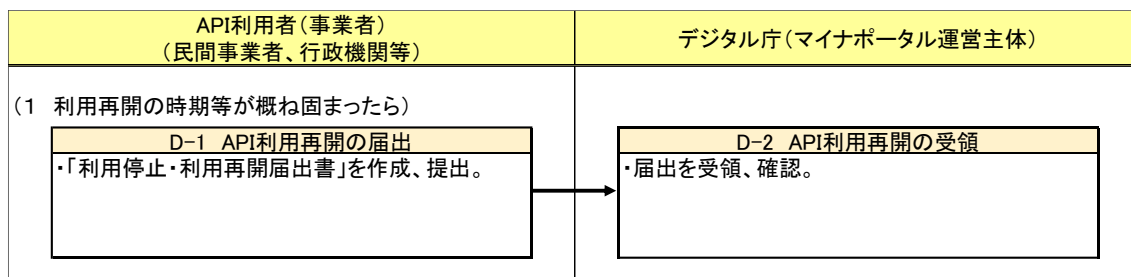 API利用者(事業者)
(民間事業者、行政機関等)
デジタル庁(マイナポータル運営主体)
(1 利用再開の時期等が概ね固まったら)
D-1 API利用再開の届出
・「利用停止・利用再開届出書」を作成、提出。
D-2 API利用再開の受領
・届出を受領、確認。